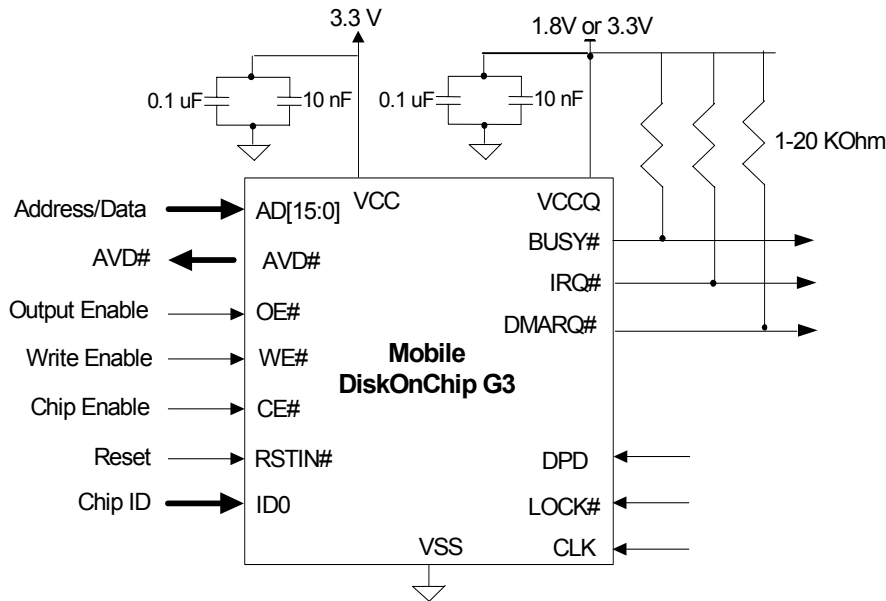 3.3 V
1.8V or 3.3V
0.1 uF
10 nF
0.1 uF
10 nF
1-20 KOhm
Address/Data
AD[15:0]
VCC
VCCQ
AVD#
AVD#
BUSY#
IRQ#
Output Enable
OE#
DMARQ#
Write Enable
WE#
Mobile
DiskOnChip G3
Chip Enable
CE#
Reset
RSTIN#
DPD
Chip ID
ID0
LOCK#
VSS
CLK